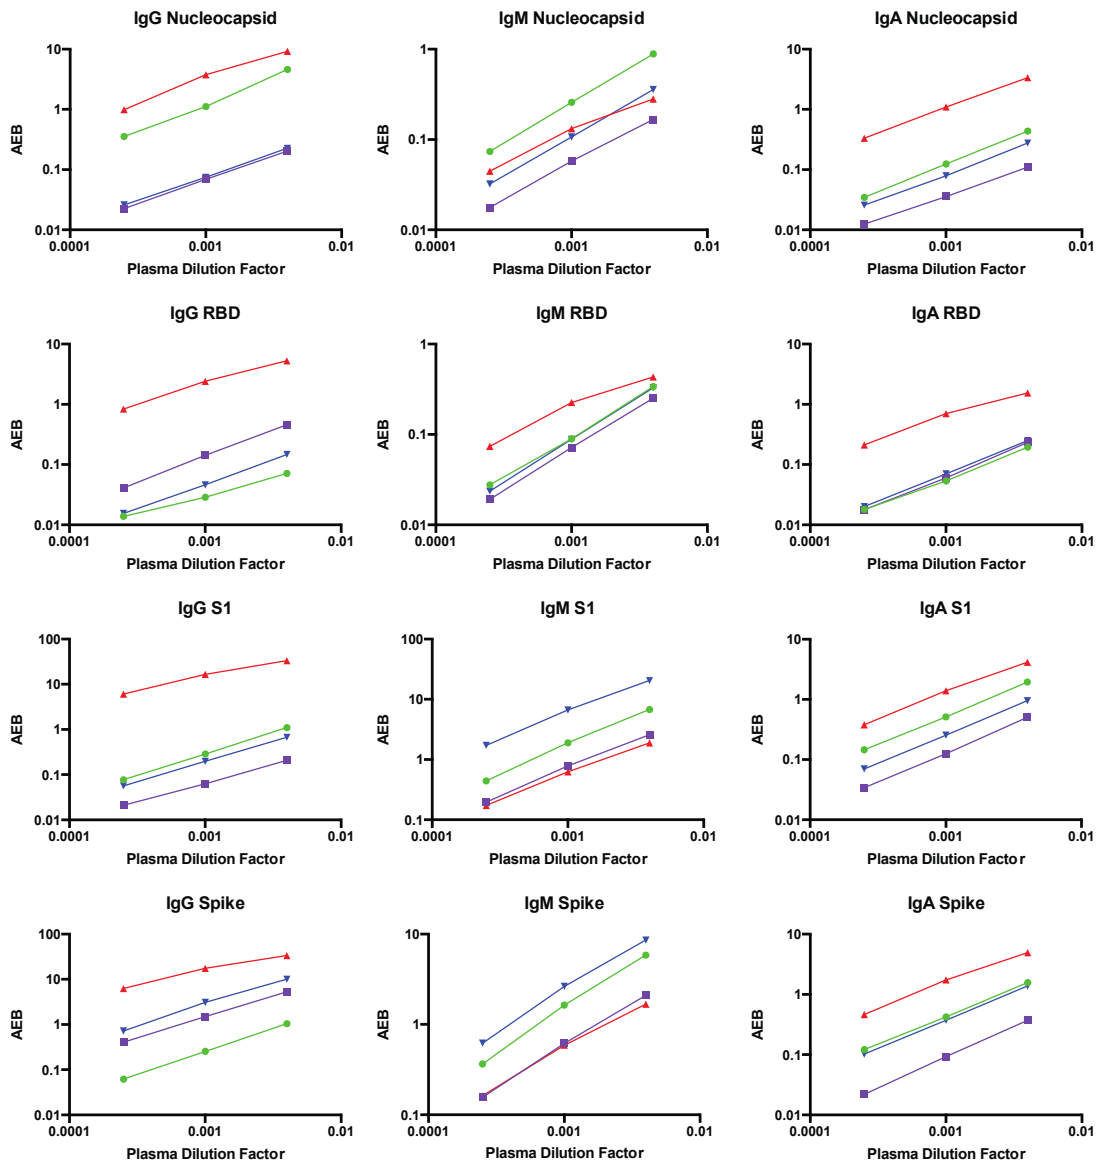 IgG Nucleocapsid
10
1
0.1
0.01
AEB
0.0001 0.001 0.01
Plasma Dilution Factor
IgM Nucleocapsid
1
0.1
0.01
AEB
0.0001 0.001 0.01
Plasma Dilution Factor
IgA Nucleocapsid
10
1
0.1
0.01
AEB
0.0001 0.001 0.01
Plasma Dilution Factor
IgG RBD
10
1
0.1
0.01
AEB
0.0001 0.001 0.01
Plasma Dilution Factor
IgM RBD
1
0.1
0.01
AEB
0.0001 0.001 0.01
Plasma Dilution Factor
IgA RBD
10
1
0.1
0.01
AEB
0.0001 0.001 0.01
Plasma Dilution Factor
IgG S1
100
10
1
0.1
0.01
AEB
0.0001 0.001 0.01
Plasma Dilution Factor
IgM S1
100
10
1
0.1
AEB
0.0001 0.001 0.01
Plasma Dilution Factor
IgA S1
10
1
0.1
0.01
AEB
0.0001 0.001 0.01
Plasma Dilution Factor
IgG Spike
100
10
1
0.1
0.01
AEB
0.0001 0.001 0.01
Plasma Dilution Factor
IgM Spike
10
1
0.1
AEB
0.0001 0.001 0.01
Plasma Dilution Factor
IgA Spike
10
1
0.1
0.01
AEB
0.0001 0.001 0.01
Plasma Dilution Factor